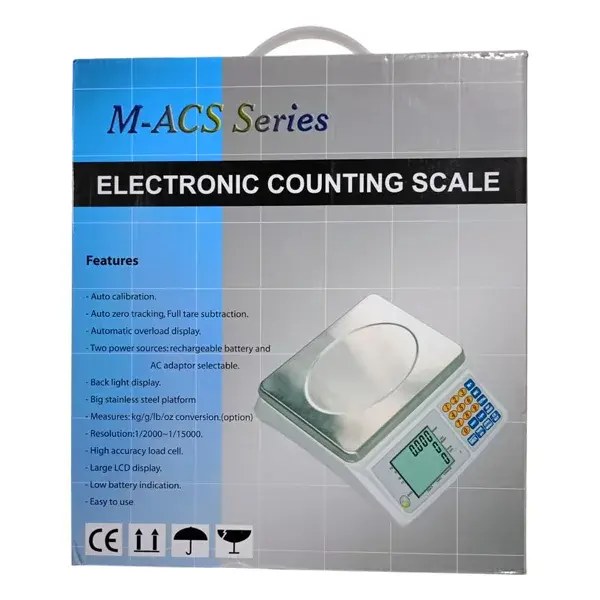 M-ACS Series
ELECTRONIC COUNTING SCALE
Features
- Auto calibration.
- Auto zero tracking, Full tare subtraction.
- Automatic overload display.
- Two power sources: rechargeable battery and
AC adaptor selectable.
- Back light display.
- Big stainless steel platform
- Measures: kg/g/lb/oz conversion.(option)
- Resolution:1/2000~1/15000.
- High accuracy load cell.
- Large LCD display.
- Low battery indication.
- Easy to use
0.000
CE